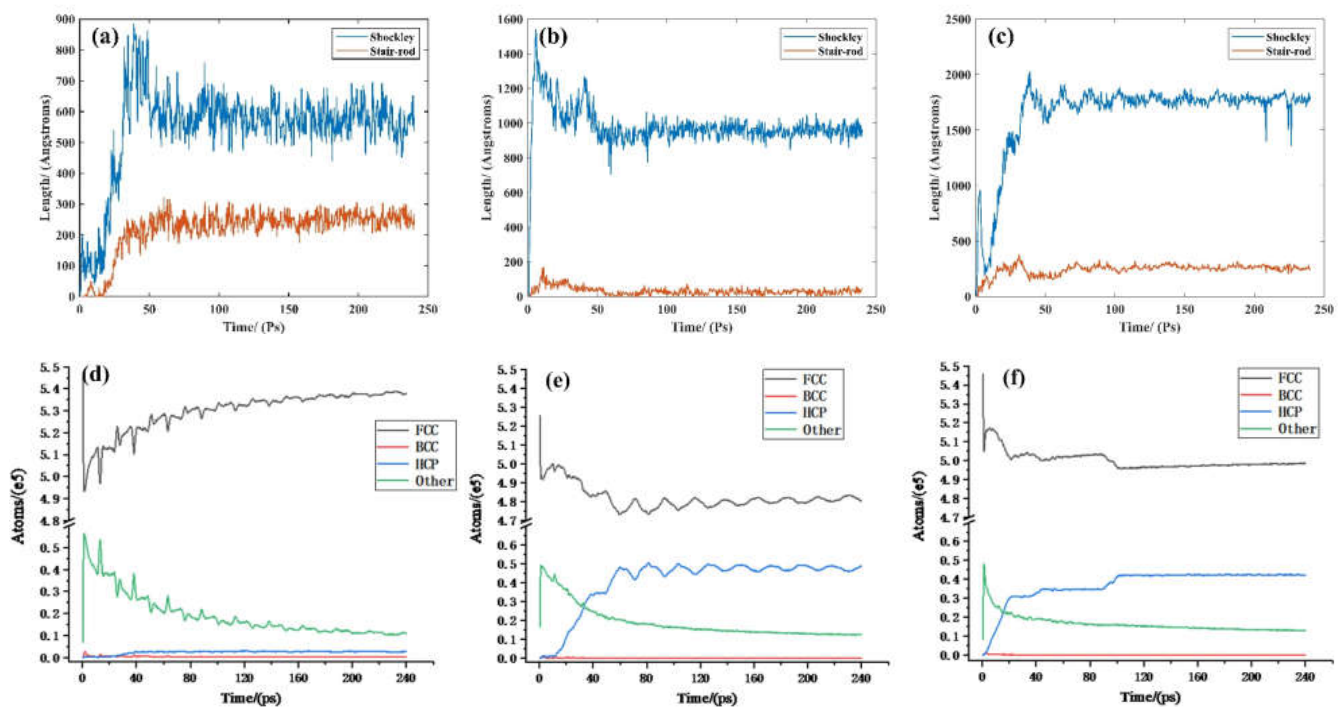 (a)
Shockley
Stair-rod
900
800
700
600
500
400
300
200
100
0
Length/ (Angstroms)
0 50 100 150 200 250
Time/ (Ps)
(b)
Shockley
Stair-rod
1600
1400
1200
1000
800
600
400
200
0
Length/ (Angstroms)
0 50 100 150 200 250
Time/ (Ps)
(c)
Shockley
Stair-rod
2500
2000
1500
1000
500
0
Length/ (Angstroms)
0 50 100 150 200 250
Time/ (Ps)
(d)
FCC
BCC
HCP
Other
5.5
5.4
5.3
5.2
5.1
5.0
4.9
4.8
0.5
0.4
0.3
0.2
0.1
0.0
Atoms/(e5)
0 40 80 120 160 200 240
Time/(ps)
(e)
FCC
BCC
HCP
Other
5.5
5.4
5.3
5.2
5.1
5.0
4.9
4.8
4.7
0.6
0.5
0.4
0.3
0.2
0.1
0.0
Atoms/(e5)
0 40 80 120 160 200 240
Time/(ps)
(f)
FCC
BCC
HCP
Other
5.5
5.4
5.3
5.2
5.1
5.0
4.9
4.8
4.7
0.6
0.5
0.4
0.3
0.2
0.1
0.0
Atoms/(e5)
0 40 80 120 160 200 240
Time/(ps)